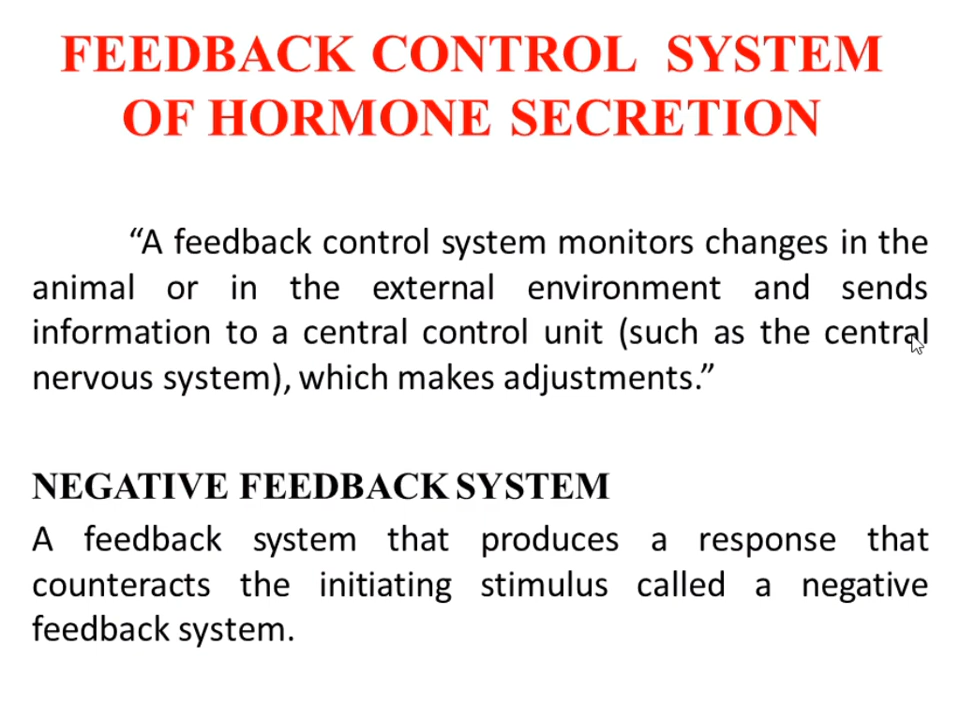 FEEDBACK CONTROL SYSTEM
OF HORMONE SECRETION
“A feedback control system monitors changes in the
animal or in the external environment and sends
information to a central control unit (such as the central
nervous system), which makes adjustments.”
NEGATIVE FEEDBACK SYSTEM
A feedback system that produces a response that
counteracts the initiating stimulus called a negative
feedback system.